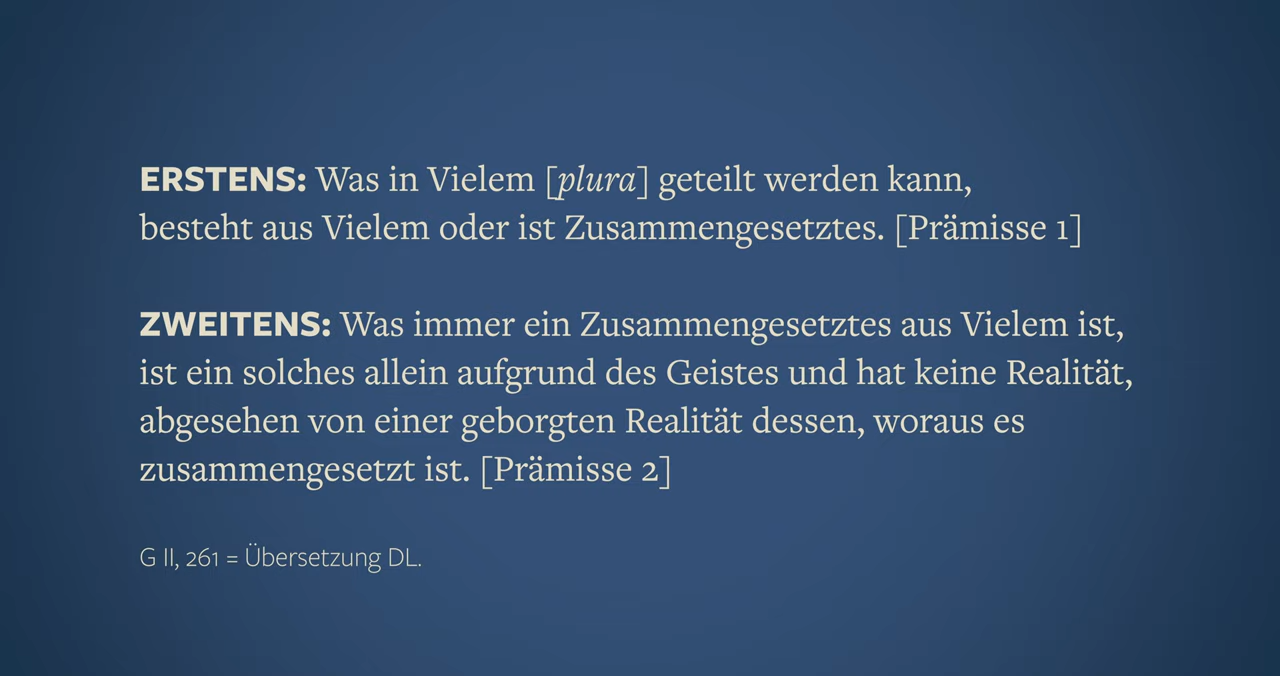 ERSTENS: Was in Vielem [plura] geteilt werden kann,
besteht aus Vielem oder ist Zusammengesetztes. [Prämisse 1]
ZWEITENS: Was immer ein Zusammengesetztes aus Vielem ist,
ist ein solches allein aufgrund des Geistes und hat keine Realität,
abgesehen von einer geborgten Realität dessen, woraus es
zusammengesetzt ist. [Prämisse 2]
G II, 261 = Übersetzung DL.